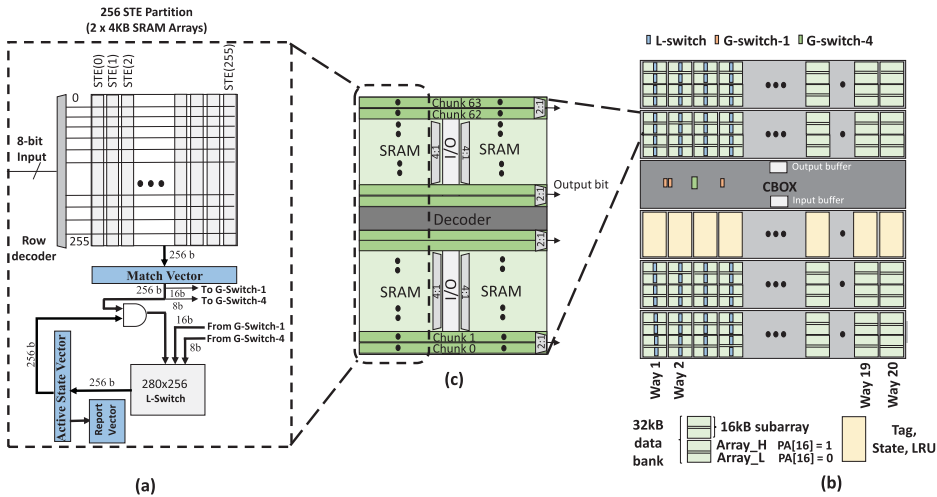 256 STE Partition
(2 x 4KB SRAM Arrays)
STE(0)
STE(1)
STE(2)
STE(255)
0
8-bit
Input
255
Row
decoder
256 b
Match Vector
256 b
16b
To G-Switch-1
To G-Switch-4
8b
16b
From G-Switch-1
From G-Switch-4
8b
256 b
Active State Vector
256 b
280x256
L-Switch
Report
Vector
(a)
Chunk 63
Chunk 62
2:1
SRAM
4:1
I/O
4:1
SRAM
2:1
Output bit
Decoder
2:1
SRAM
4:1
I/O
4:1
SRAM
Chunk 1
Chunk 0
2:1
(c)
L-switch
G-switch-1
G-switch-4
Output buffer
CBOX
Input buffer
Way 1
Way 2
Way 19
Way 20
32kB
data
bank
16kB subarray
Array_H PA[16] = 1
Array_L PA[16] = 0
Tag,
State, LRU
(b)